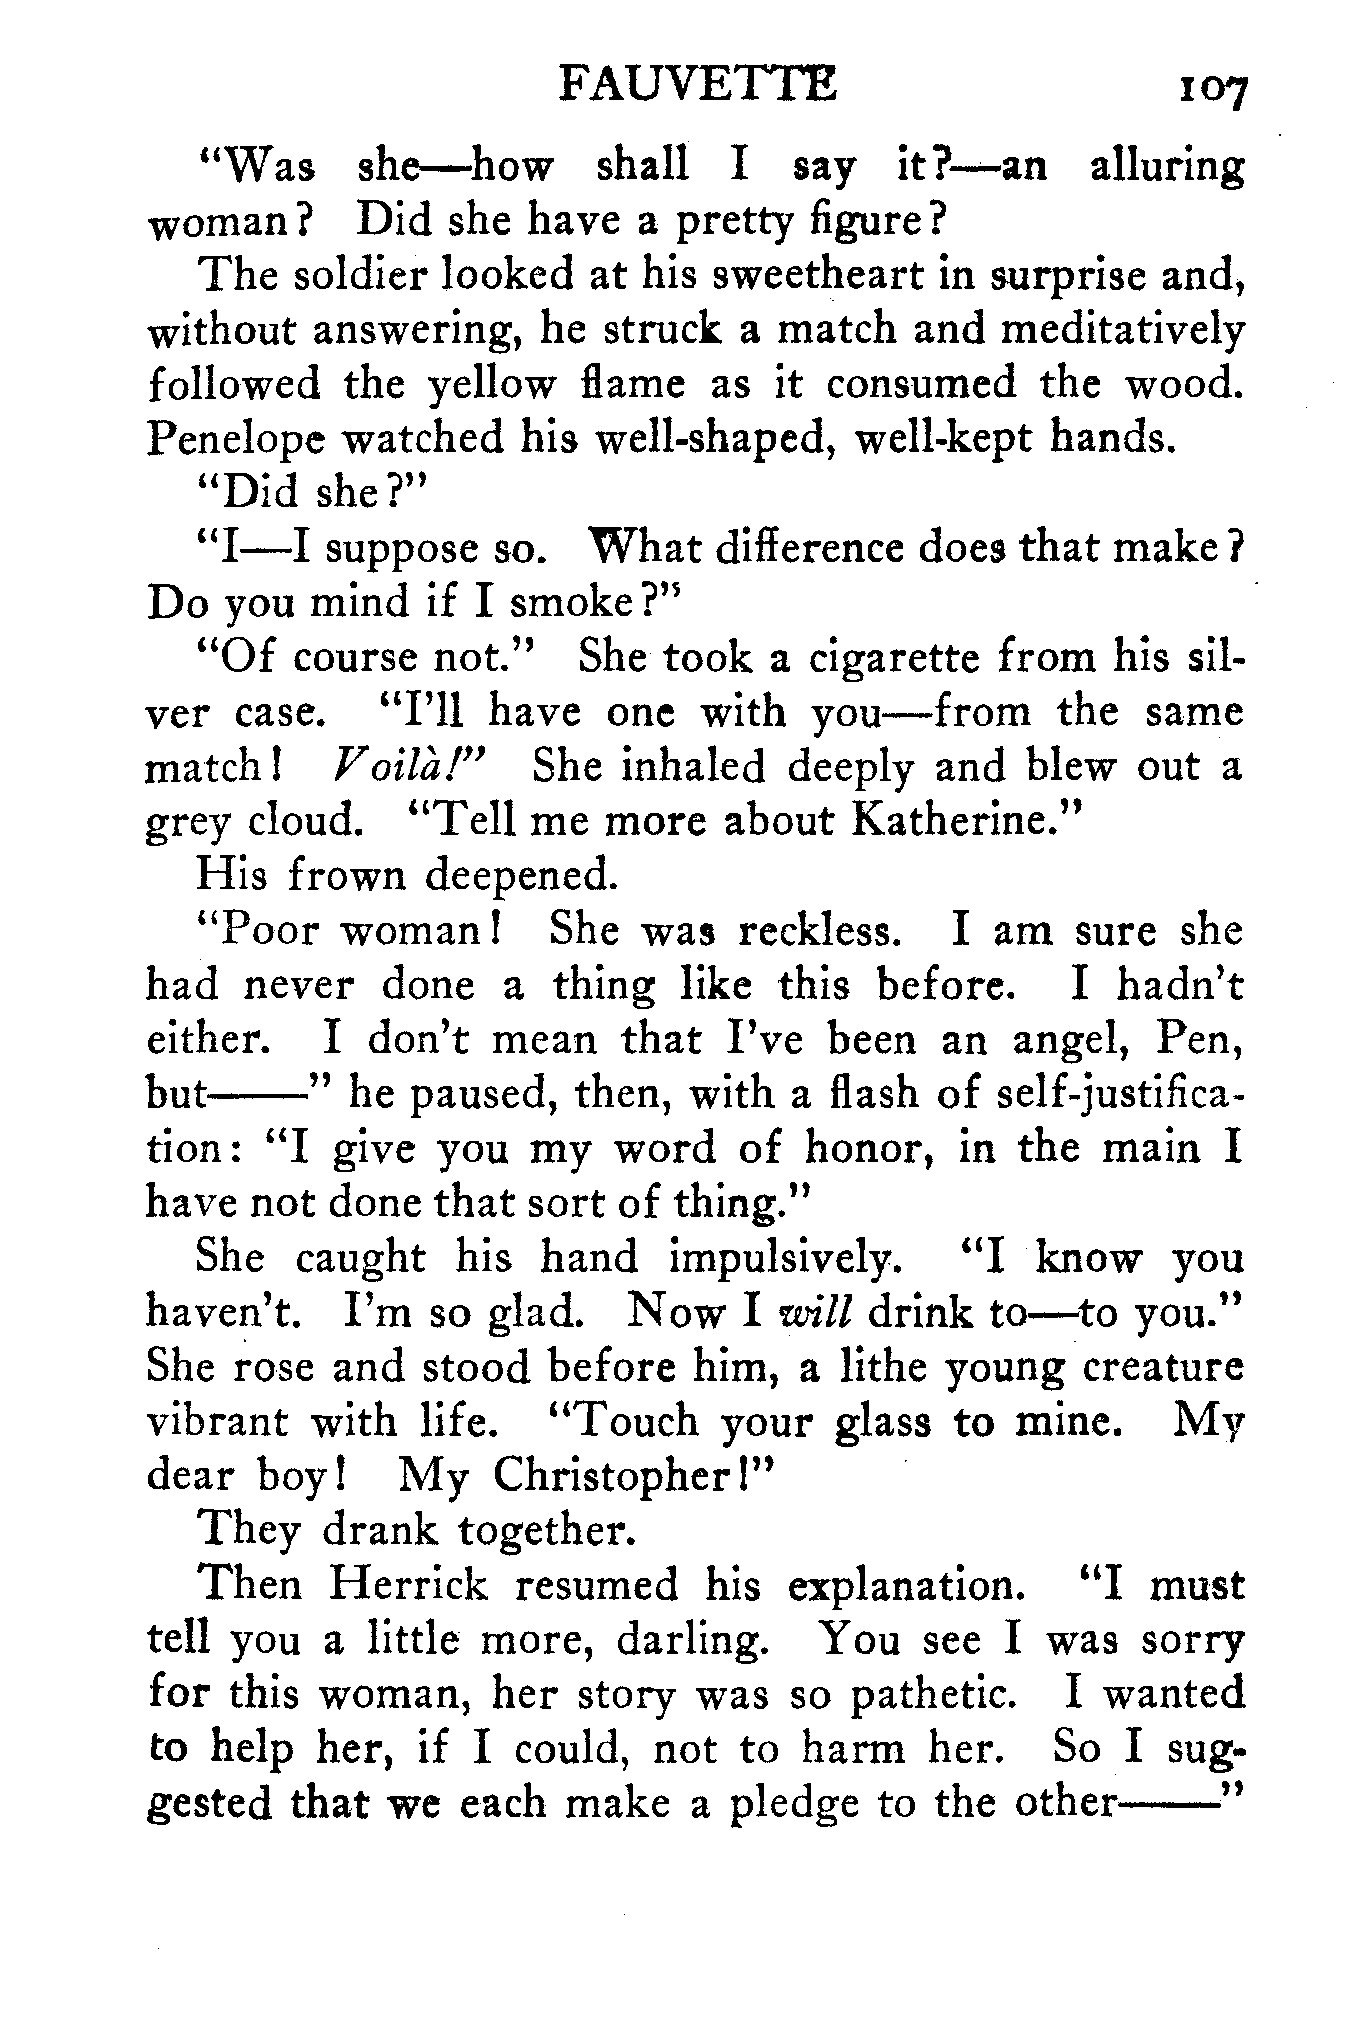 FAUVETTE 107
“Was she—how shall I say it?—an alluring
woman? Did she have a pretty figure?
The soldier looked at his sweetheart in surprise and,
without answering, he struck a match and meditatively
followed the yellow flame as it consumed the wood.
Penelope watched his well-shaped, well-kept hands.
“Did she?”
“I—I suppose so. What difference does that make?
Do you mind if I smoke?”
“Of course not.” She took a cigarette from his sil-
ver case. “I’ll have one with you—from the same
match! Voilà!” She inhaled deeply and blew out a
grey cloud. “Tell me more about Katherine.”
His frown deepened.
“Poor woman! She was reckless. I am sure she
had never done a thing like this before. I hadn’t
either. I don’t mean that I’ve been an angel, Pen,
but——” he paused, then, with a flash of self-justifica-
tion: “I give you my word of honor, in the main I
have not done that sort of thing.”
She caught his hand impulsively. “I know you
haven’t. I’m so glad. Now I will drink to—to you.”
She rose and stood before him, a lithe young creature
vibrant with life. “Touch your glass to mine. My
dear boy! My Christopher!”
They drank together.
Then Herrick resumed his explanation. “I must
tell you a little more, darling. You see I was sorry
for this woman, her story was so pathetic. I wanted
to help her, if I could, not to harm her. So I sug-
gested that we each make a pledge to the other——”